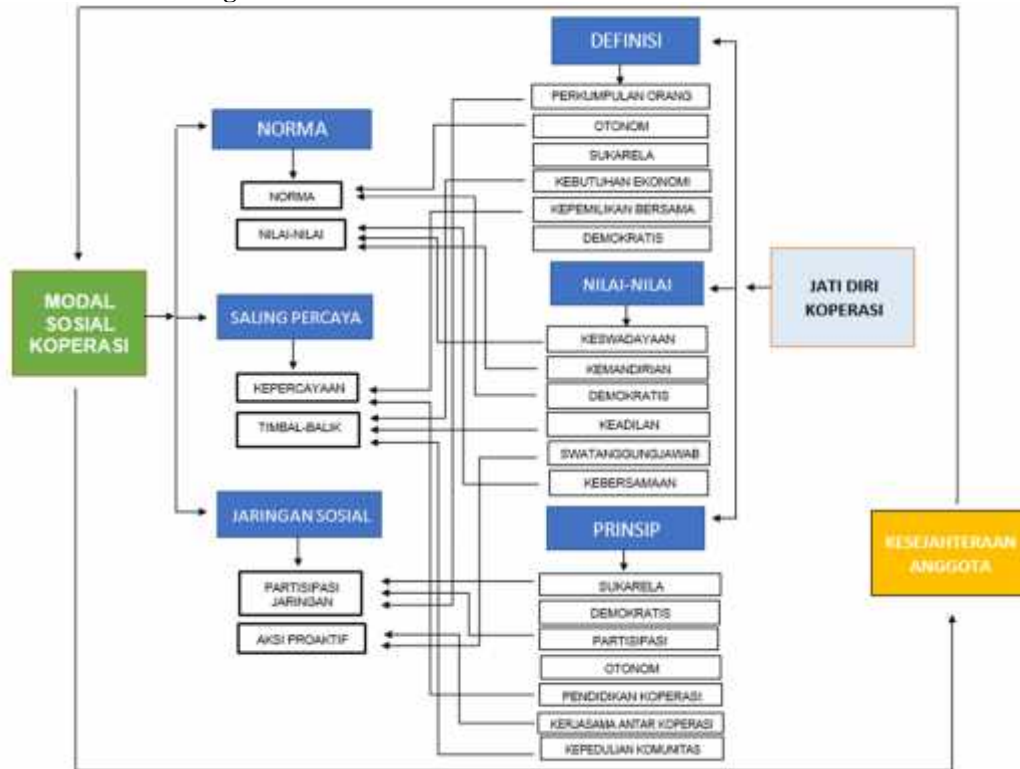 DEFINISI
PERKUMPULAN ORANG
OTONOM
SUKARELA
KEBUTUHAN EKONOMI
KEPEMILIKAN BERSAMA
DEMOKRATIS
NORMA
NORMA
NILAI-NILAI
MODAL
SOSIAL
KOPERASI
SALING PERCAYA
KEPERCAYAAN
TIMBAL-BALIK
NILAI-NILAI
KESWADAYAAN
KEMANDIRIAN
DEMOKRATIS
KEADILAN
SWATANGGUNGJAWAB
KEBERSAMAAN
JATI DIRI
KOPERASI
JARINGAN SOSIAL
PARTISIPASI
JARINGAN
AKSI PROAKTIF
PRINSIP
SUKARELA
DEMOKRATIS
PARTISIPASI
OTONOM
PENDIDIKAN KOPERASI
KERJASAMA ANTAR KOPERASI
KEPEDULIAN KOMUNITAS
KESEJAHTERAAN
ANGGOTA